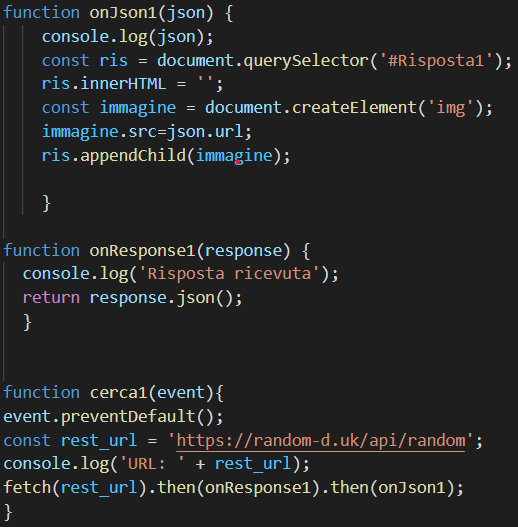 function onJson1(json) {
console.log(json);
const ris = document.querySelector('#Risposta1');
ris.innerHTML = '';
const immagine = document.createElement('img');
immagine.src=json.url;
ris.appendChild(immagine);
}
function onResponse1(response) {
console.log('Risposta ricevuta');
return response.json();
}
function cerca1(event){
event.preventDefault();
const rest_url = 'https://random-d.uk/api/random';
console.log('URL: ' + rest_url);
fetch(rest_url).then(onResponse1).then(onJson1);
}